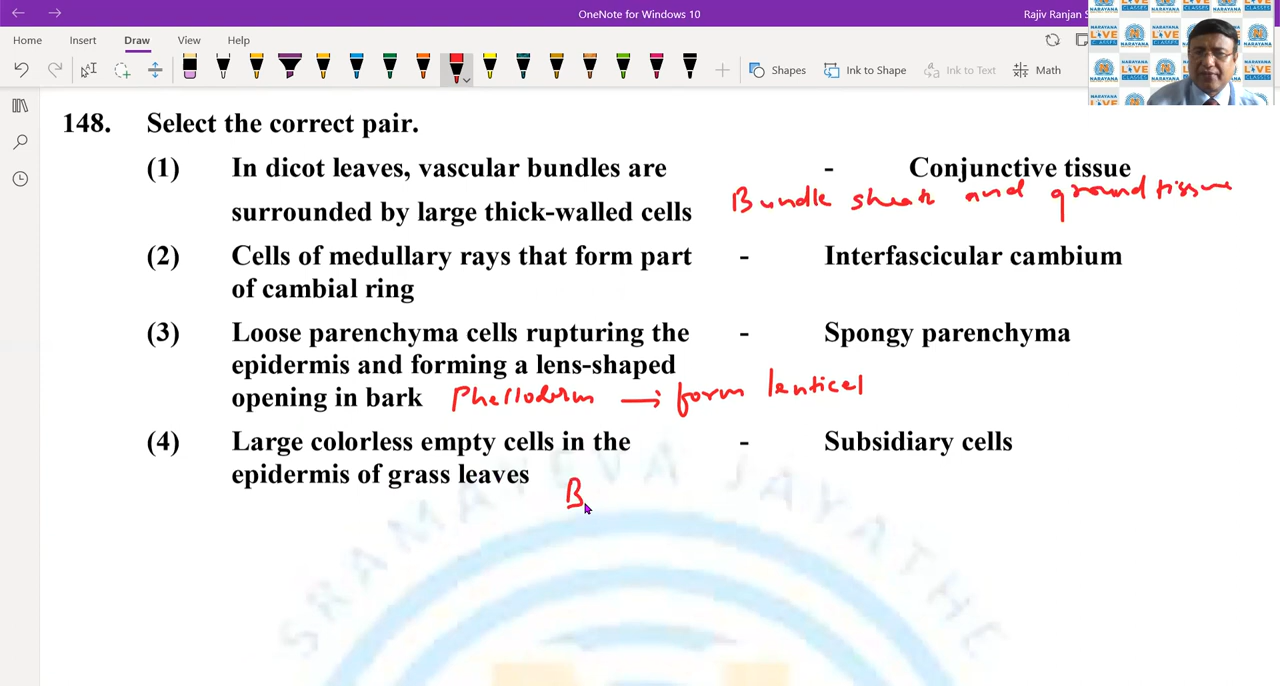 OneNote for Windows 10
Rajiv Ranjan S
Home Insert Draw View Help
Shapes Ink to Shape Ink to Text Math
148. Select the correct pair.
(1) In dicot leaves, vascular bundles are - Conjunctive tissue
Bundle sheath and ground tissue
surrounded by large thick-walled cells
(2) Cells of medullary rays that form part - Interfascicular cambium
of cambial ring
(3) Loose parenchyma cells rupturing the - Spongy parenchyma
epidermis and forming a lens-shaped
opening in bark Phelloderm → form lenticel
(4) Large colorless empty cells in the - Subsidiary cells
epidermis of grass leaves
B
SRAMAYEVA JAYATHE